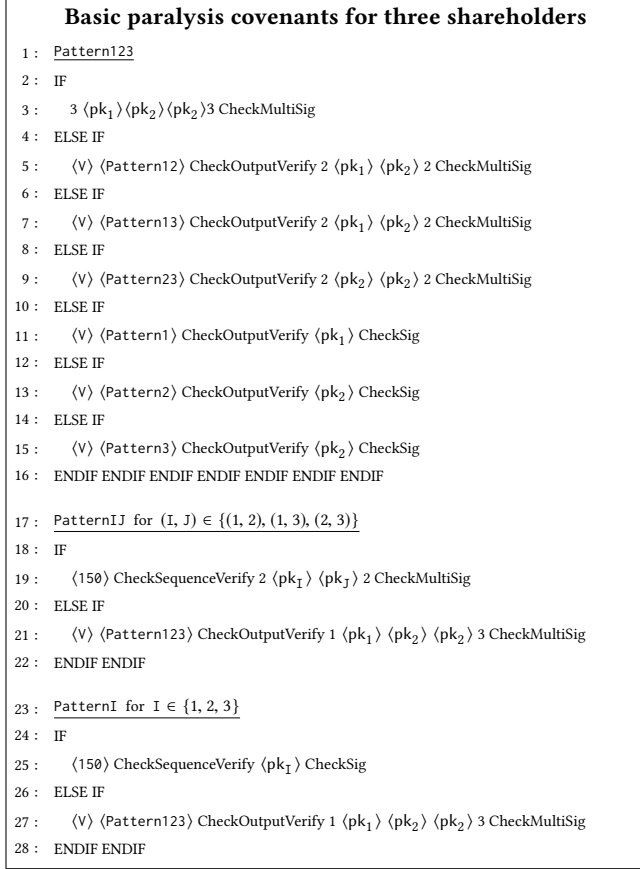 Basic paralysis covenants for three shareholders
1 : Pattern123
2 : IF
3 : 3 ⟨pk₁⟩⟨pk₂⟩⟨pk₂⟩3 CheckMultiSig
4 : ELSE IF
5 : ⟨V⟩ ⟨Pattern12⟩ CheckOutputVerify 2 ⟨pk₁⟩ ⟨pk₂⟩ 2 CheckMultiSig
6 : ELSE IF
7 : ⟨V⟩ ⟨Pattern13⟩ CheckOutputVerify 2 ⟨pk₁⟩ ⟨pk₂⟩ 2 CheckMultiSig
8 : ELSE IF
9 : ⟨V⟩ ⟨Pattern23⟩ CheckOutputVerify 2 ⟨pk₂⟩ ⟨pk₂⟩ 2 CheckMultiSig
10 : ELSE IF
11 : ⟨V⟩ ⟨Pattern1⟩ CheckOutputVerify ⟨pk₁⟩ CheckSig
12 : ELSE IF
13 : ⟨V⟩ ⟨Pattern2⟩ CheckOutputVerify ⟨pk₂⟩ CheckSig
14 : ELSE IF
15 : ⟨V⟩ ⟨Pattern3⟩ CheckOutputVerify ⟨pk₂⟩ CheckSig
16 : ENDIF ENDIF ENDIF ENDIF ENDIF ENDIF ENDIF
17 : PatternIJ for (I, J) ∈ {(1, 2), (1, 3), (2, 3)}
18 : IF
19 : ⟨150⟩ CheckSequenceVerify 2 ⟨pk_I⟩ ⟨pk_J⟩ 2 CheckMultiSig
20 : ELSE IF
21 : ⟨V⟩ ⟨Pattern123⟩ CheckOutputVerify 1 ⟨pk₁⟩ ⟨pk₂⟩ ⟨pk₂⟩ 3 CheckMultiSig
22 : ENDIF ENDIF
23 : PatternI for I ∈ {1, 2, 3}
24 : IF
25 : ⟨150⟩ CheckSequenceVerify ⟨pk_I⟩ CheckSig
26 : ELSE IF
27 : ⟨V⟩ ⟨Pattern123⟩ CheckOutputVerify 1 ⟨pk₁⟩ ⟨pk₂⟩ ⟨pk₂⟩ 3 CheckMultiSig
28 : ENDIF ENDIF